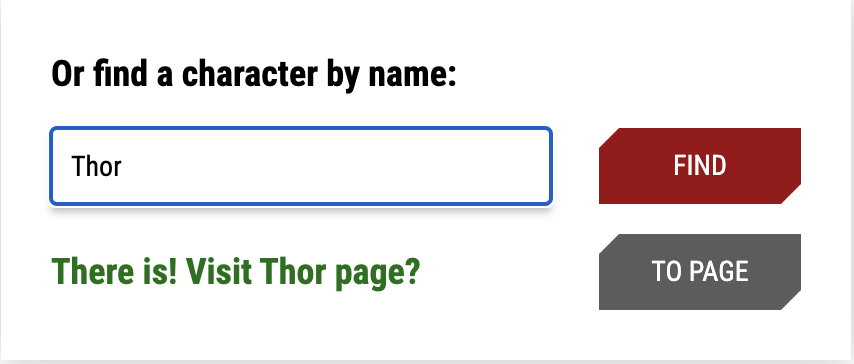 Or find a character by name:
Thor
FIND
There is! Visit Thor page?
TO PAGE